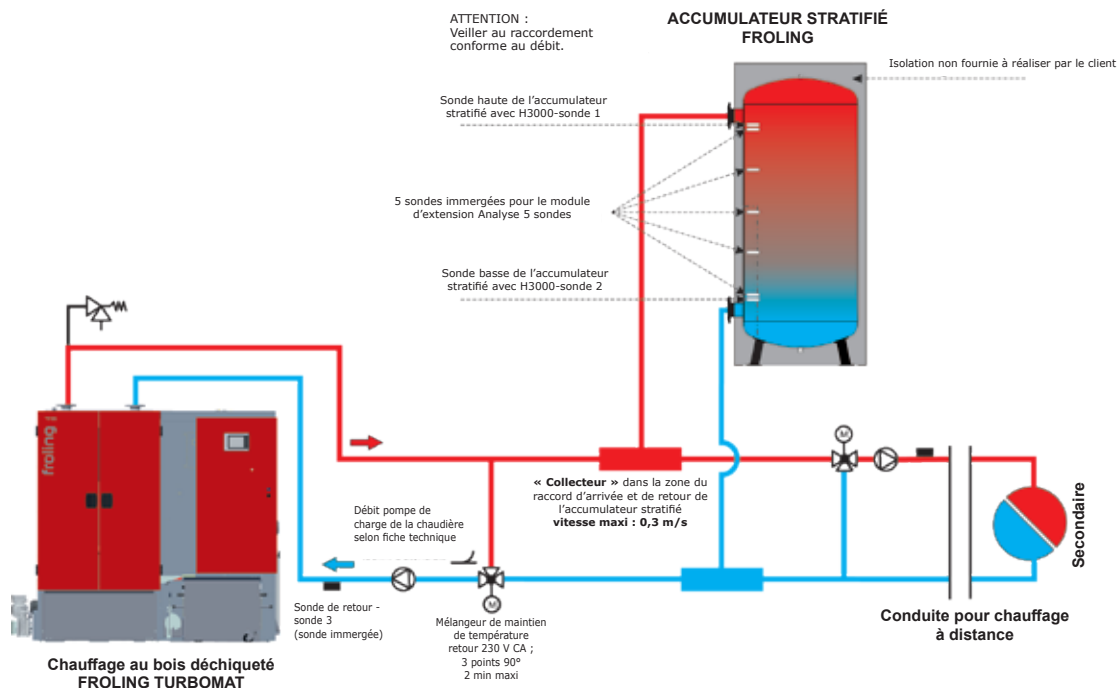 ATTENTION :
Veiller au raccordement
conforme au débit.
ACCUMULATEUR STRATIFIÉ
FROLING
Isolation non fournie à réaliser par le client
Sonde haute de l'accumulateur
stratifié avec H3000-sonde 1
5 sondes immergées pour le module
d'extension Analyse 5 sondes
Sonde basse de l'accumulateur
stratifié avec H3000-sonde 2
froling
M
« Collecteur » dans la zone du
raccord d'arrivée et de retour de
l'accumulateur stratifié
vitesse maxi : 0,3 m/s
Débit pompe de
charge de la chaudière
selon fiche technique
Secondaire
M
Sonde de retour -
sonde 3
(sonde immergée)
Mélangeur de maintien
de température
retour 230 V CA ;
3 points 90°
2 min maxi
Conduite pour chauffage
à distance
Chauffage au bois déchiqueté
FROLING TURBOMAT